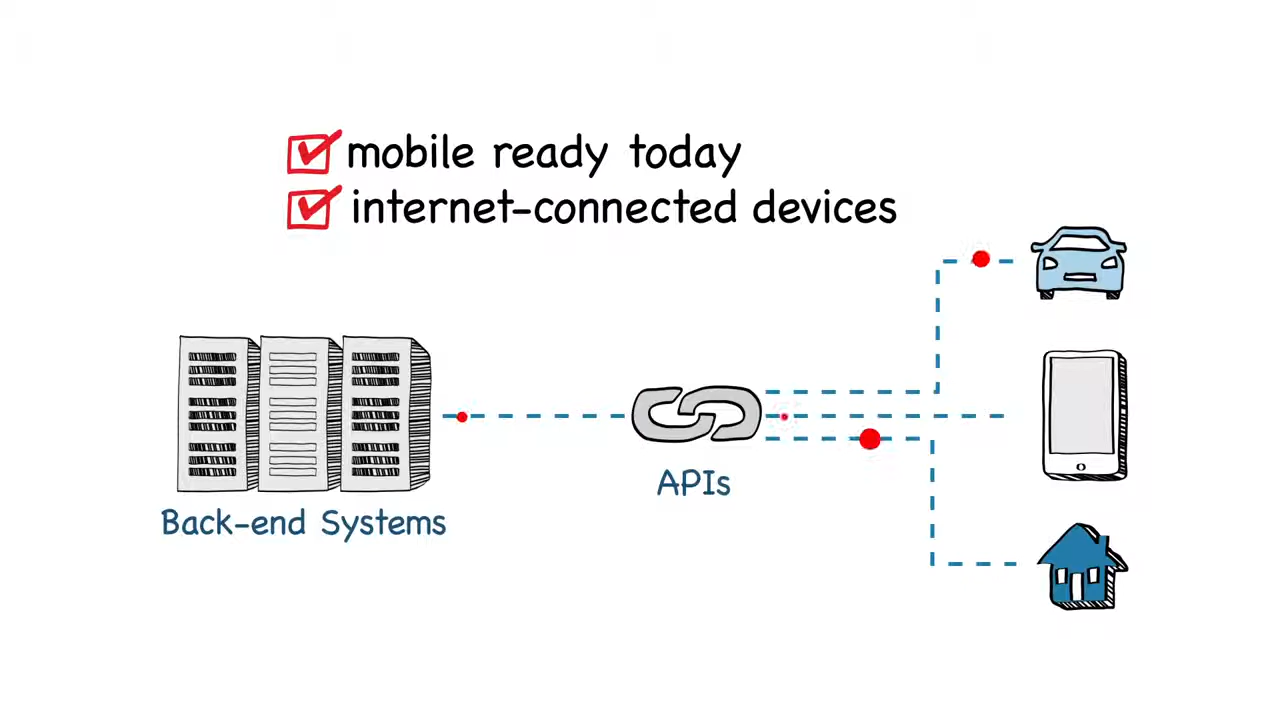 mobile ready today
internet-connected devices
APIs
Back-end Systems